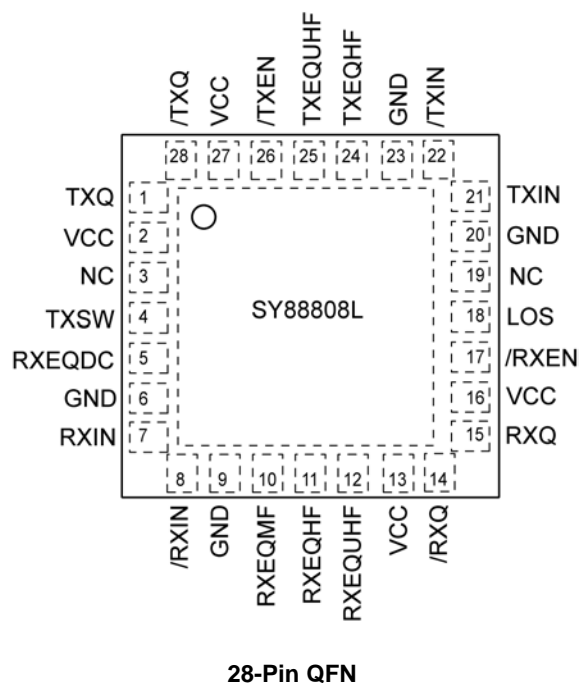 /TXQ
VCC
/TXEN
TXEQUHF
TXEQHF
GND
/TXIN
28 27 26 25 24 23 22
TXQ 1
VCC 2
NC 3
TXSW 4
RXEQDC 5
GND 6
RXIN 7
SY88808L
21 TXIN
20 GND
19 NC
18 LOS
17 /RXEN
16 VCC
15 RXQ
8 9 10 11 12 13 14
/RXIN
GND
RXEQMF
RXEQHF
RXEQUHF
VCC
/RXQ
28-Pin QFN